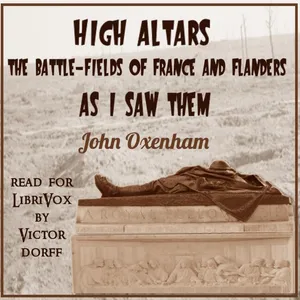 HIGH ALTARS
THE BATTLE-FIELDS OF FRANCE AND FLANDERS
AS I SAW THEM
John Oxenham
READ FOR
LIBRIVOX
BY
VICTOR
DORFF